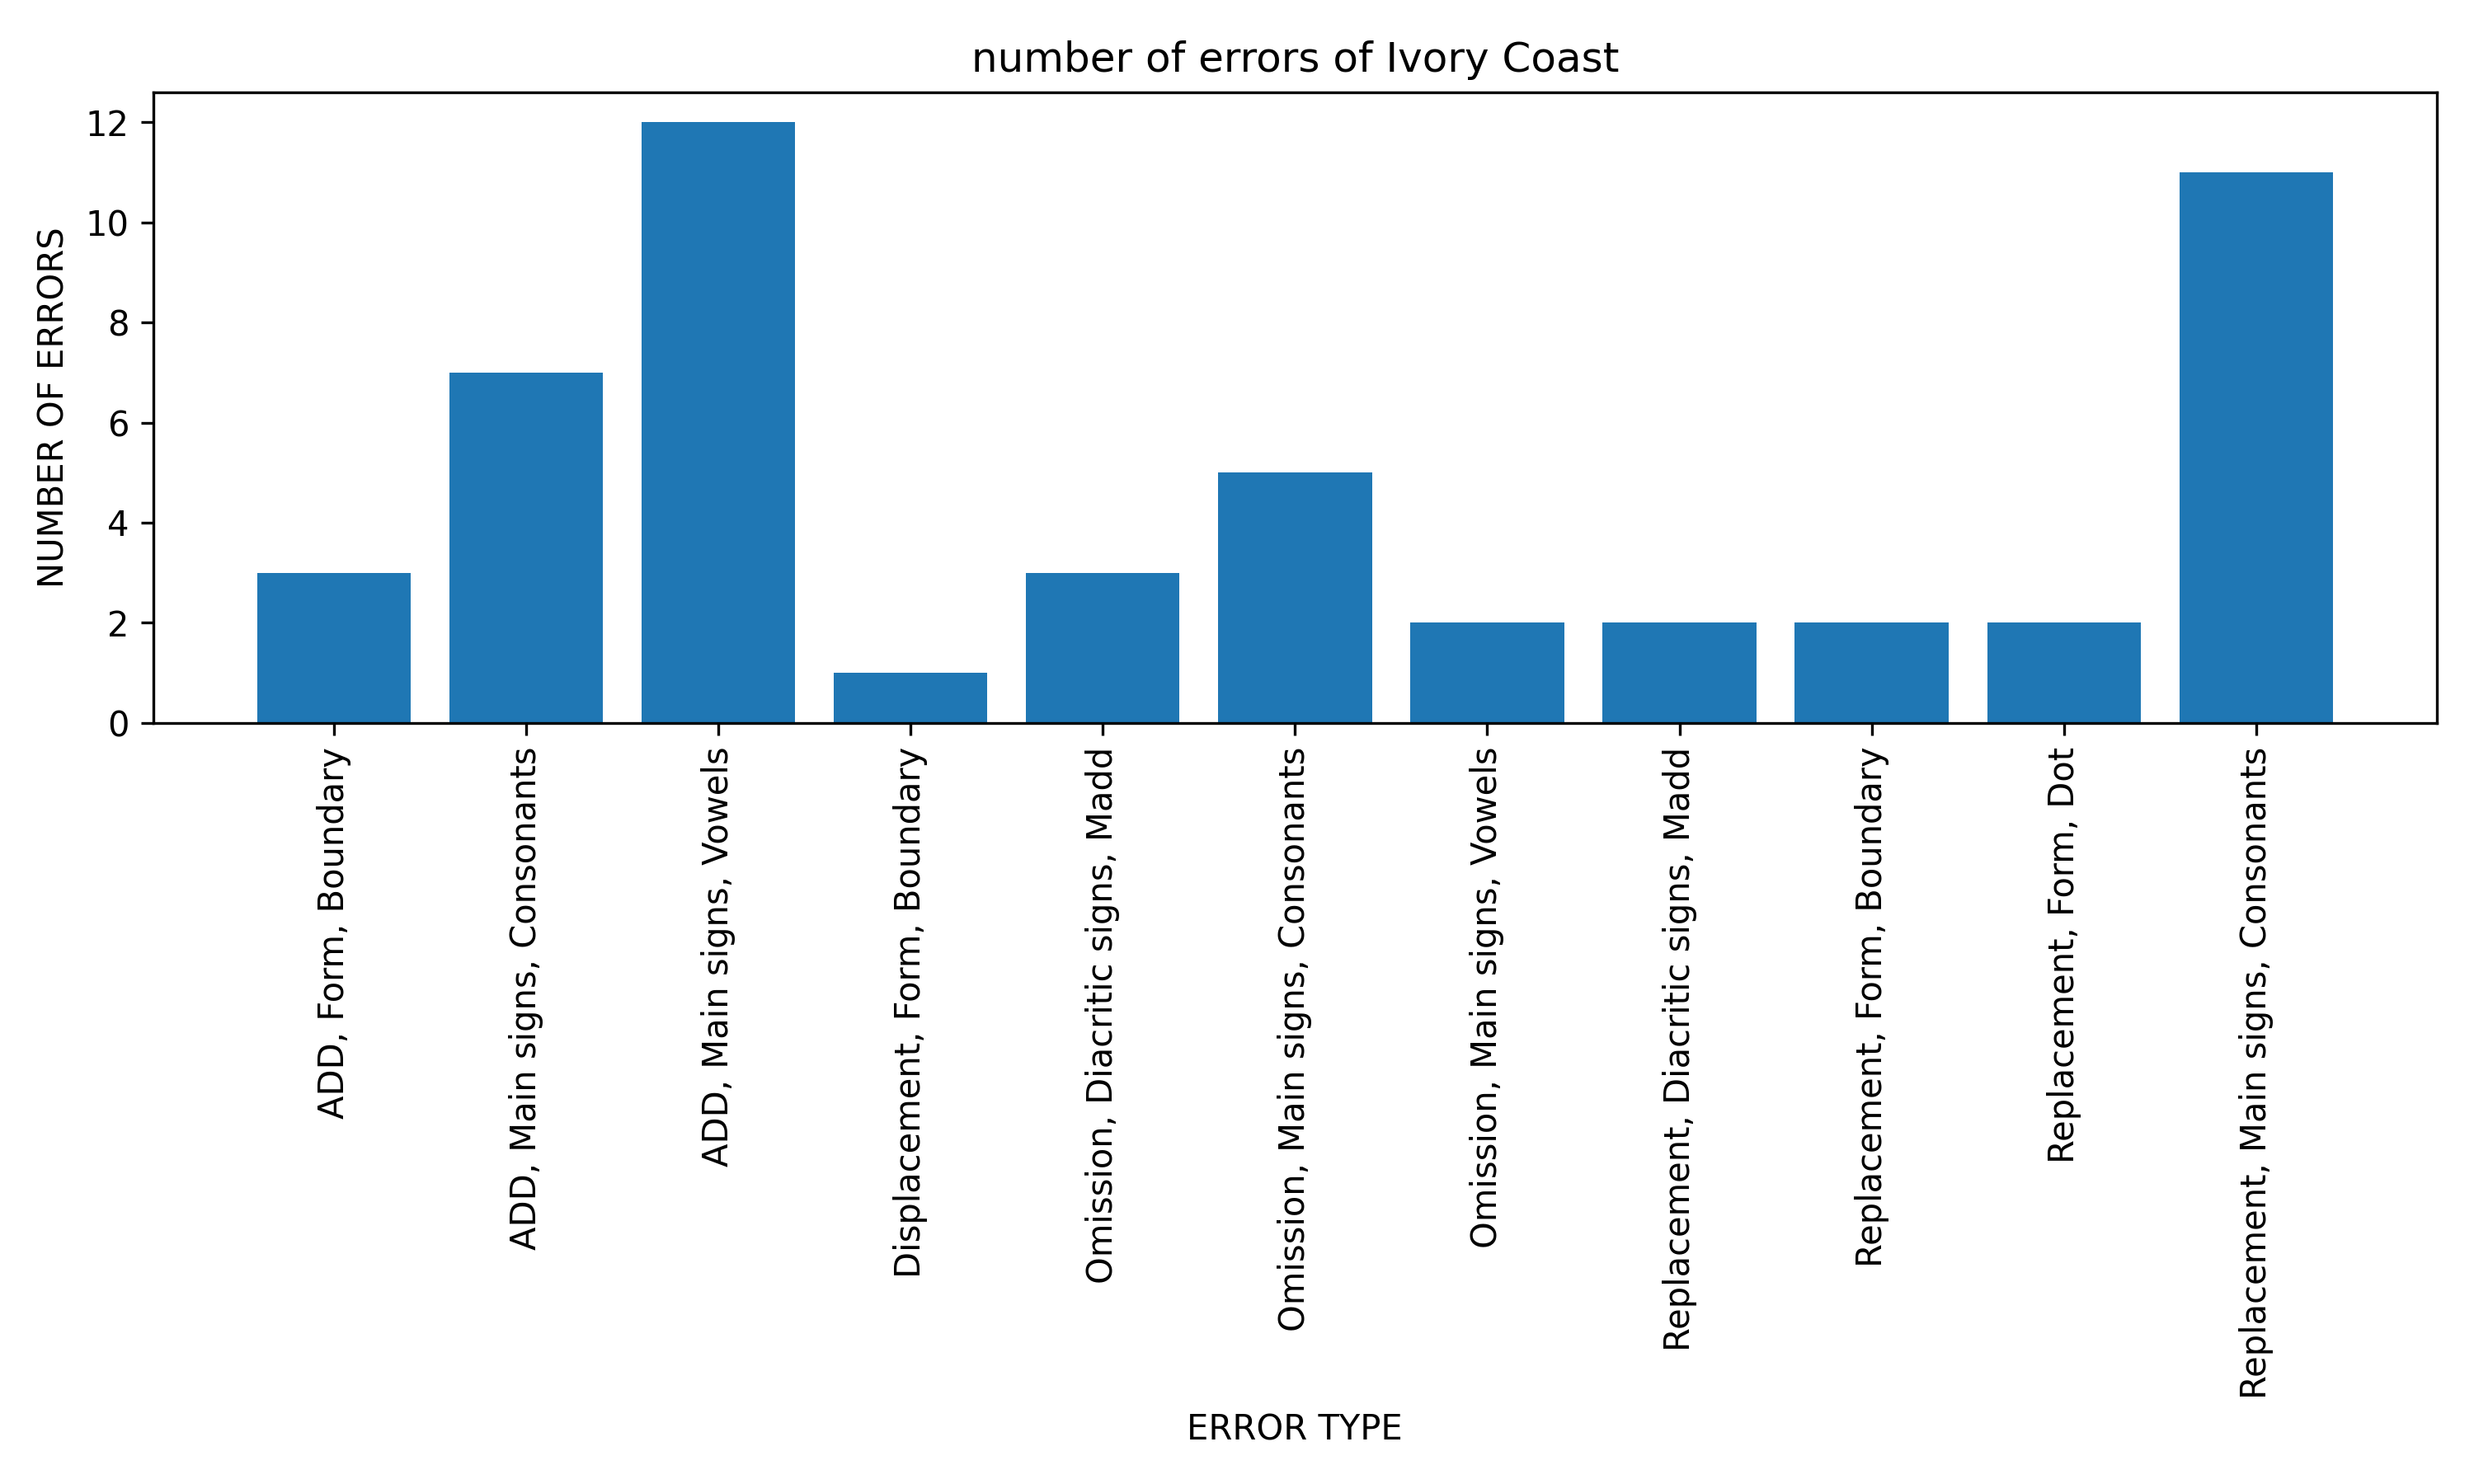 number of errors of Ivory Coast
NUMBER OF ERRORS
12
10
8
6
4
2
0
ADD, Form, Boundary
ADD, Main signs, Consonants
ADD, Main signs, Vowels
Displacement, Form, Boundary
Omission, Diacritic signs, Madd
Omission, Main signs, Consonants
Omission, Main signs, Vowels
Replacement, Diacritic signs, Madd
Replacement, Form, Boundary
Replacement, Form, Dot
Replacement, Main signs, Consonants
ERROR TYPE